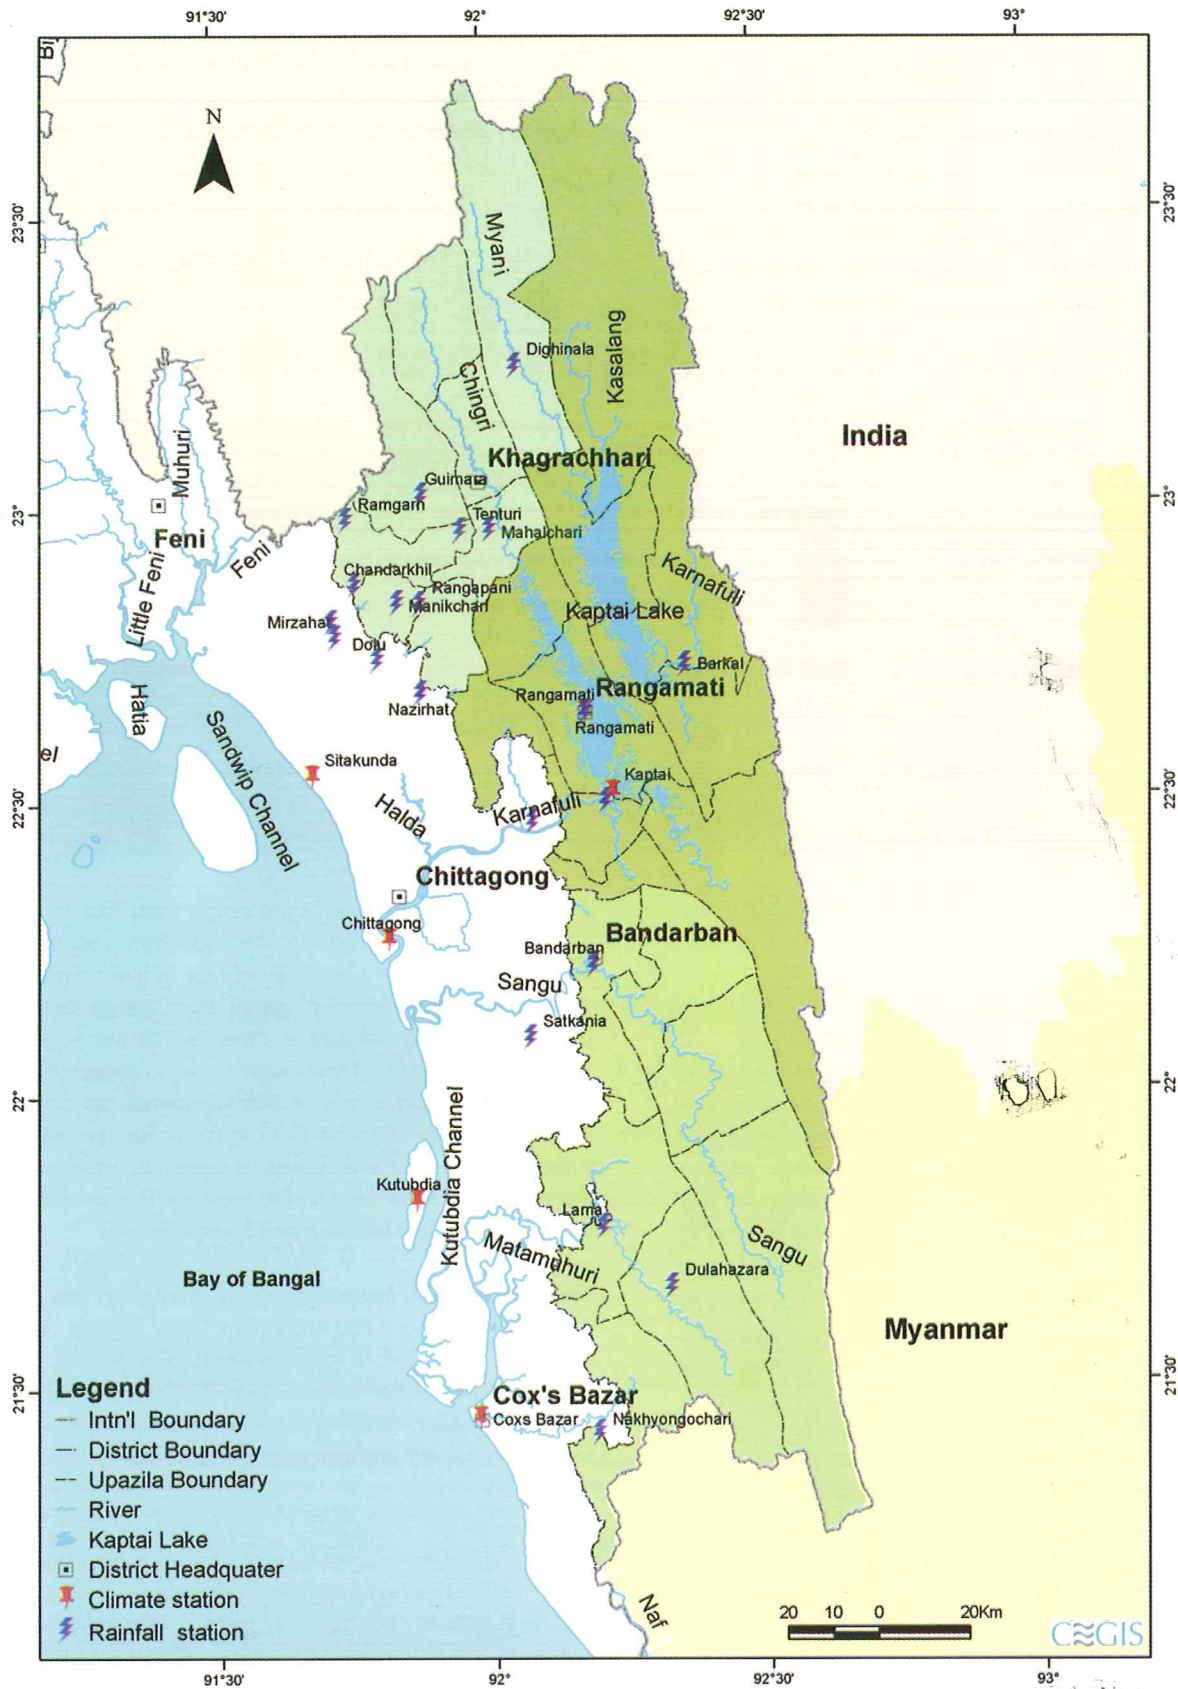 91°30' 92° 92°30' 93°
Bi
N
23°30'
23°30'
Myani
Dighinala
Kasalang
Chingri
India
Khagrachhari
Muhuri
Guimara
Ramgarh
23°
23°
Tenturi
Mahalchari
Feni
Feni
Little Feni
Chandarkhil
Karnafuli
Rangapani
Manikchari
Kaptai Lake
Mirzahat
Dolu
Barkal
Rangamati
Rangamati
Nazirhat
Rangamati
Hatia
Sandwip Channel
el
Sitakunda
Kaptai
22°30'
22°30'
Halda
Karnafuli
Chittagong
Chittagong
Bandarban
Bandarban
Sangu
Satkania
22°
22°
Kutubdia Channel
Kutubdia
Lama
Matamuhuri
Sangu
Bay of Bangal
Dulahazara
Myanmar
21°30'
21°30'
Cox's Bazar
Coxs Bazar
Nakhyongochari
Legend
Intn'l Boundary
District Boundary
Upazila Boundary
River
Kaptai Lake
District Headquater
Climate station
Rainfall station
Naf
20 10 0 20Km
CEGIS
91°30' 92° 92°30' 93°